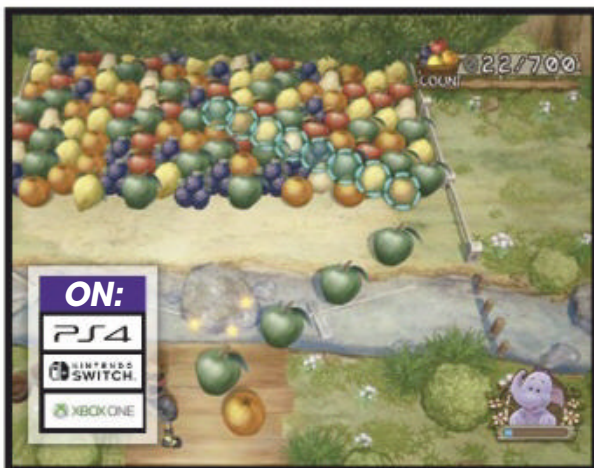 22/700
COUNT
ON:
PS4
NINTENDO
SWITCH.
XBOX ONE